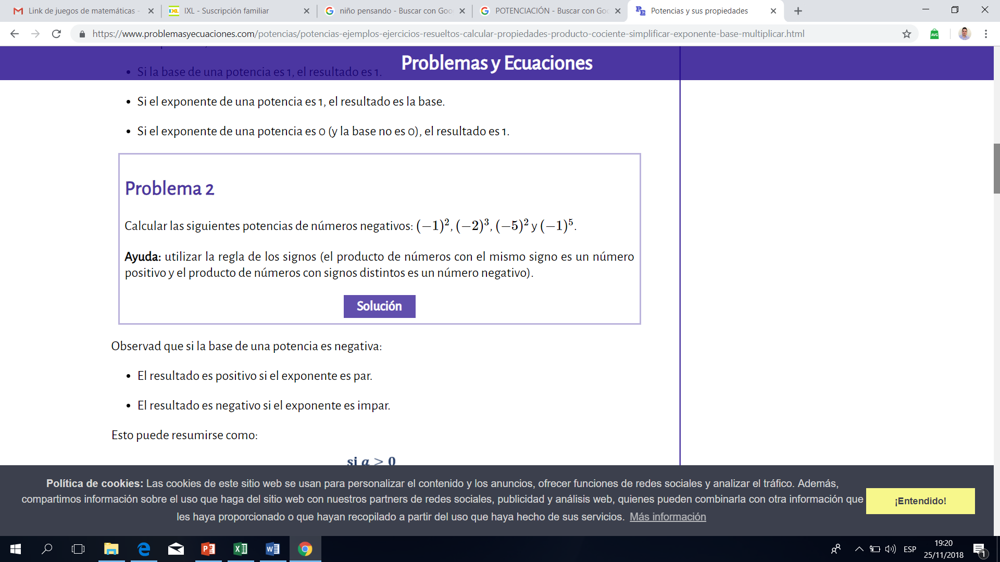 Link de juegos de matemáticas -
IXL - Suscripción familiar
niño pensando - Buscar con Goo
POTENCIACIÓN - Buscar con Goo
Potencias y sus propiedades
https://www.problemasyecuaciones.com/potencias/potencias-ejemplos-ejercicios-resueltos-calcular-propiedades-producto-cociente-simplificar-exponente-base-multiplicar.html
Problemas y Ecuaciones
• Si la base de una potencia es 1, el resultado es 1.
• Si el exponente de una potencia es 1, el resultado es la base.
• Si el exponente de una potencia es 0 (y la base no es 0), el resultado es 1.
Problema 2
Calcular las siguientes potencias de números negativos: (−1)², (−2)³, (−5)² y (−1)⁵.
Ayuda: utilizar la regla de los signos (el producto de números con el mismo signo es un número
positivo y el producto de números con signos distintos es un número negativo).
Solución
Observad que si la base de una potencia es negativa:
• El resultado es positivo si el exponente es par.
• El resultado es negativo si el exponente es impar.
Esto puede resumirse como:
si a > 0
Política de cookies: Las cookies de este sitio web se usan para personalizar el contenido y los anuncios, ofrecer funciones de redes sociales y analizar el tráfico. Además,
compartimos información sobre el uso que haga del sitio web con nuestros partners de redes sociales, publicidad y análisis web, quienes pueden combinarla con otra información que
les haya proporcionado o que hayan recopilado a partir del uso que haya hecho de sus servicios. Más información
¡Entendido!
ESP
19:20
25/11/2018
1